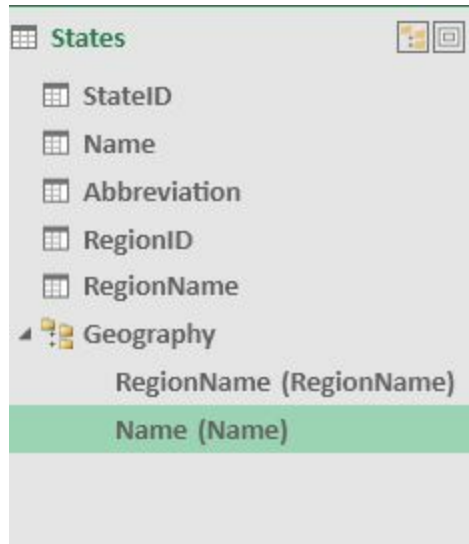 States
StateID
Name
Abbreviation
RegionID
RegionName
Geography
RegionName (RegionName)
Name (Name)